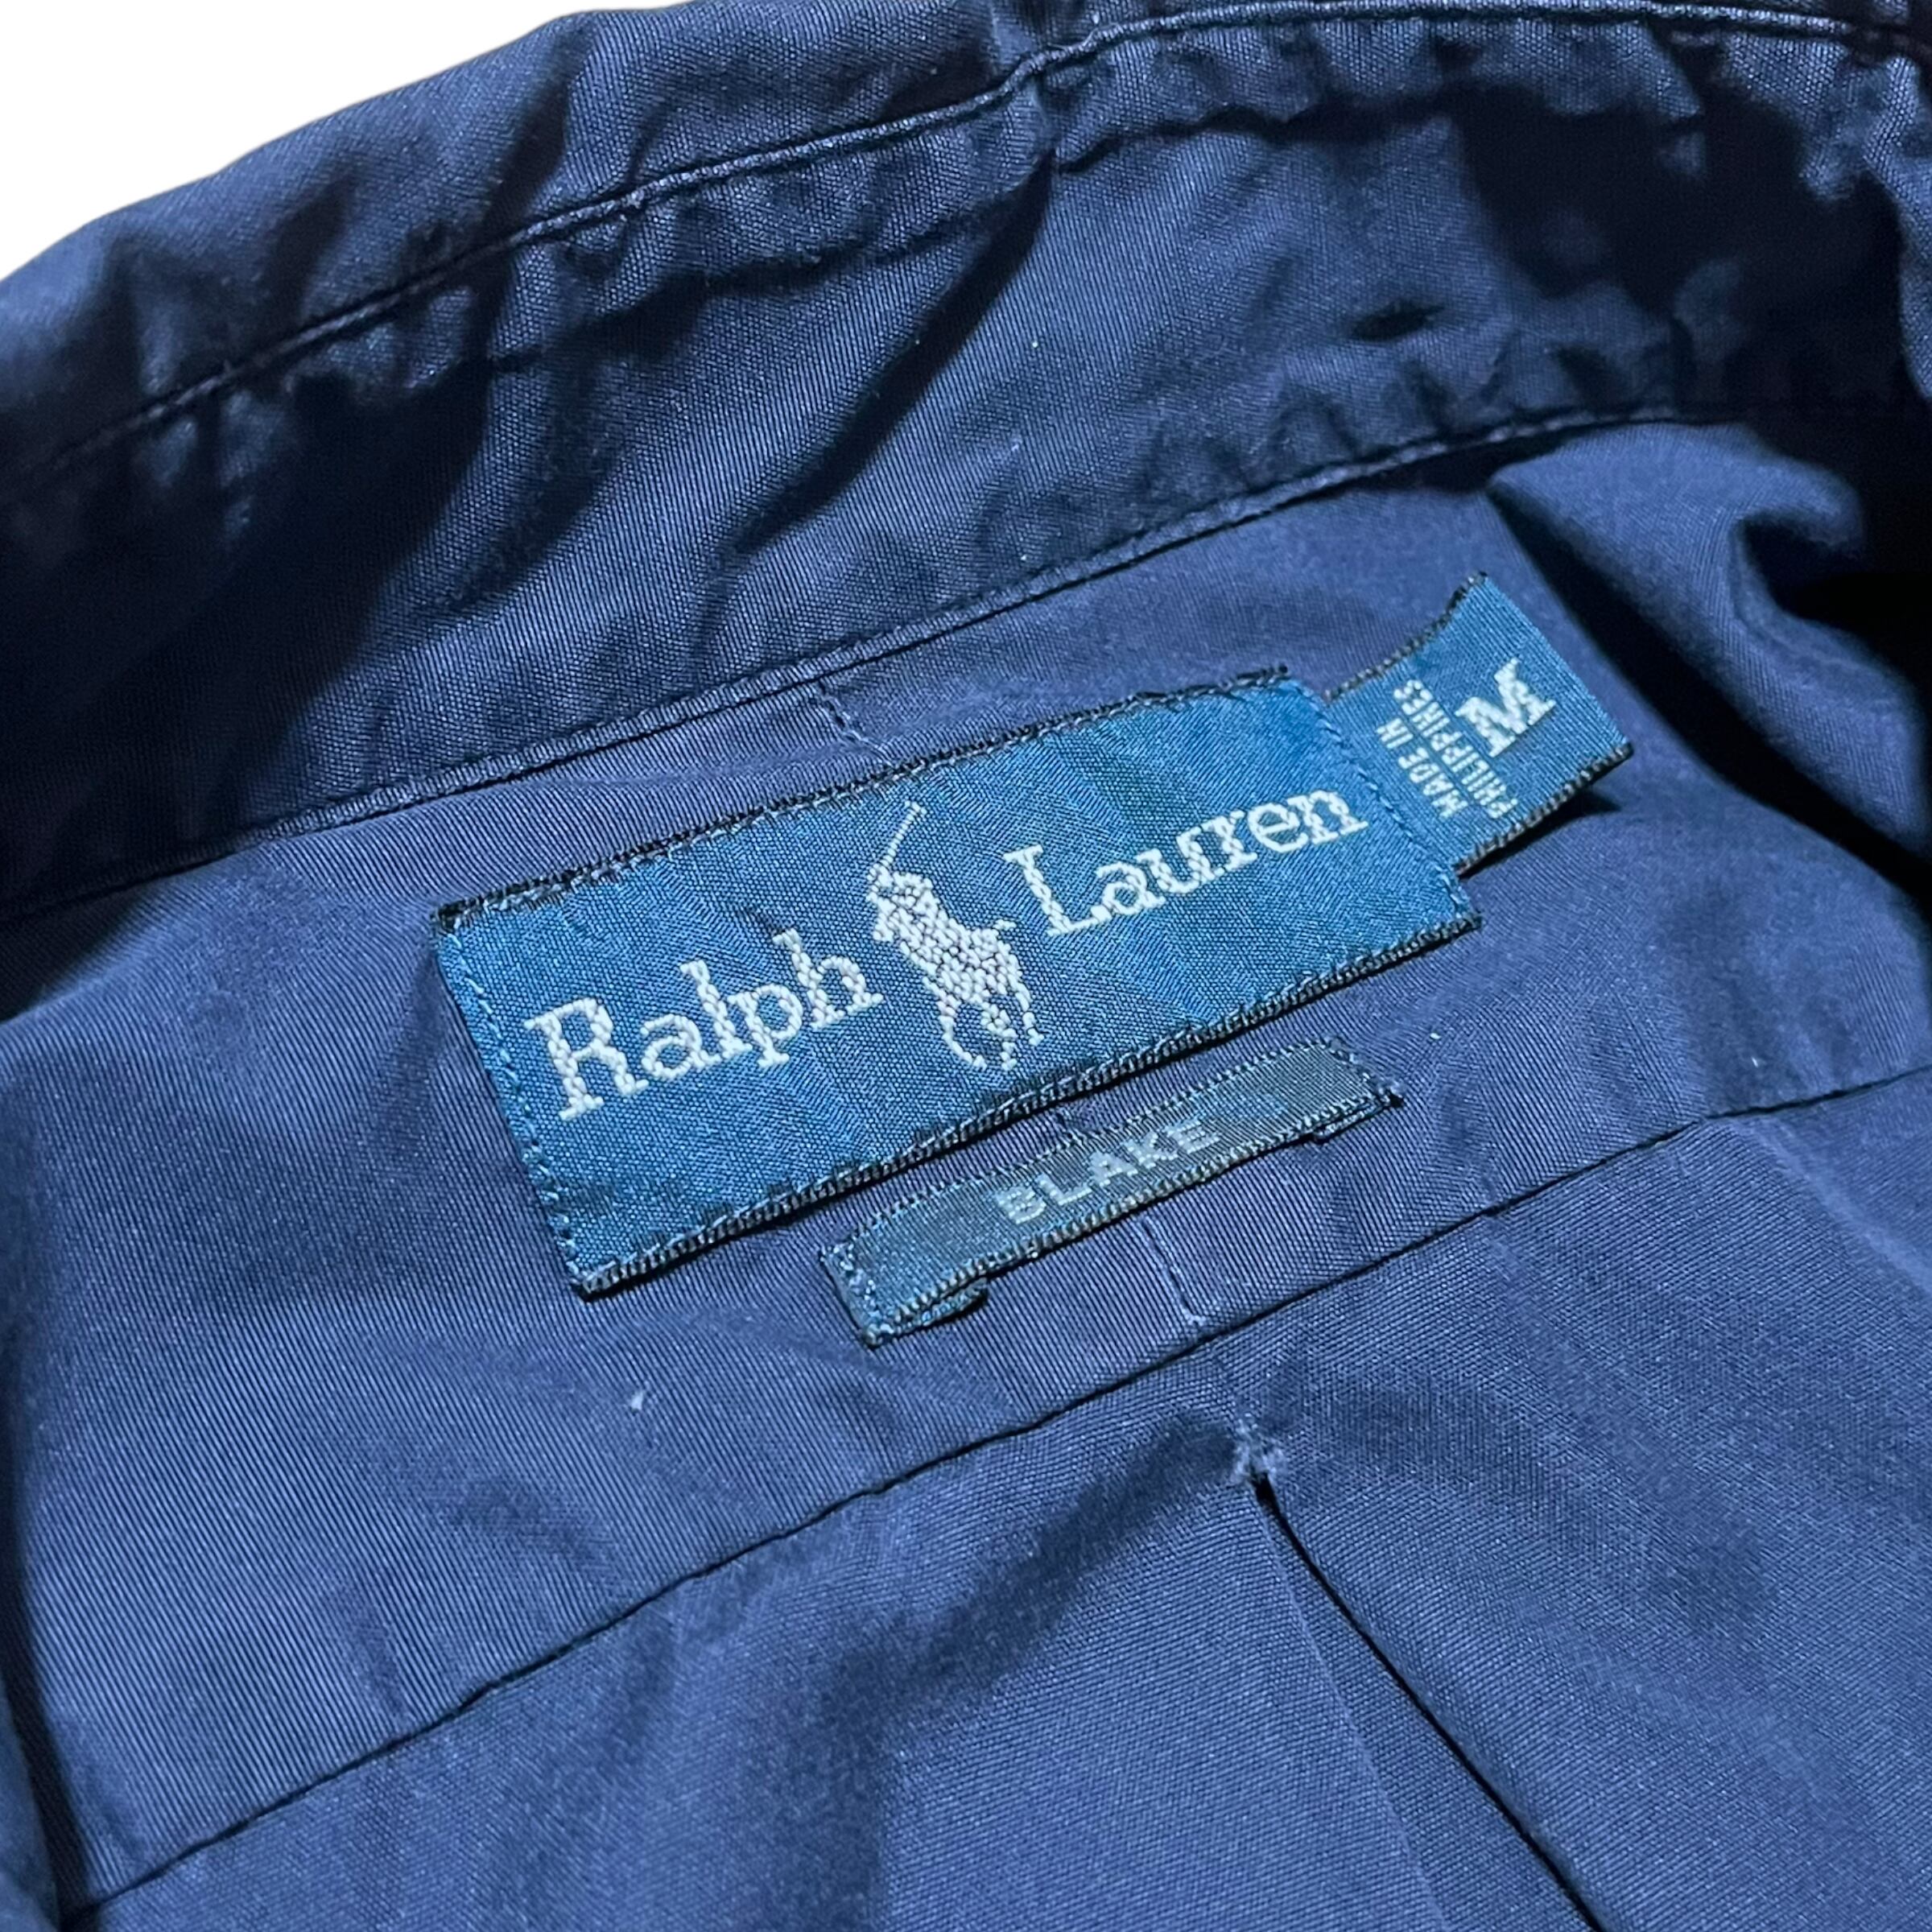 Ralph Lauren
M
MADE IN
PHILIPPINES
BLAKE